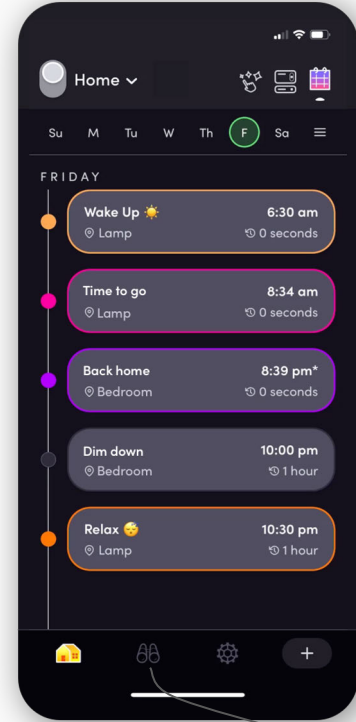 Home
Su M Tu W Th F Sa
FRIDAY
Wake Up ☀️ 6:30 am
Lamp 0 seconds
Time to go 8:34 am
Lamp 0 seconds
Back home 8:39 pm*
Bedroom 0 seconds
Dim down 10:00 pm
Bedroom 1 hour
Relax 😴 10:30 pm
Lamp 1 hour
+